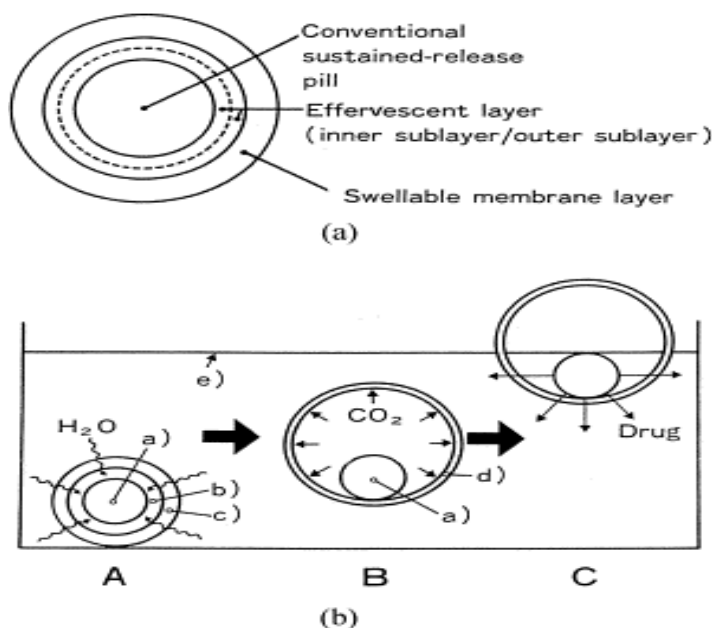 Conventional
sustained-release
pill
Effervescent layer
(inner sublayer/outer sublayer)
Swellable membrane layer
(a)
e)
H₂O
a)
b)
c)
CO₂
d)
a)
Drug
A B C
(b)